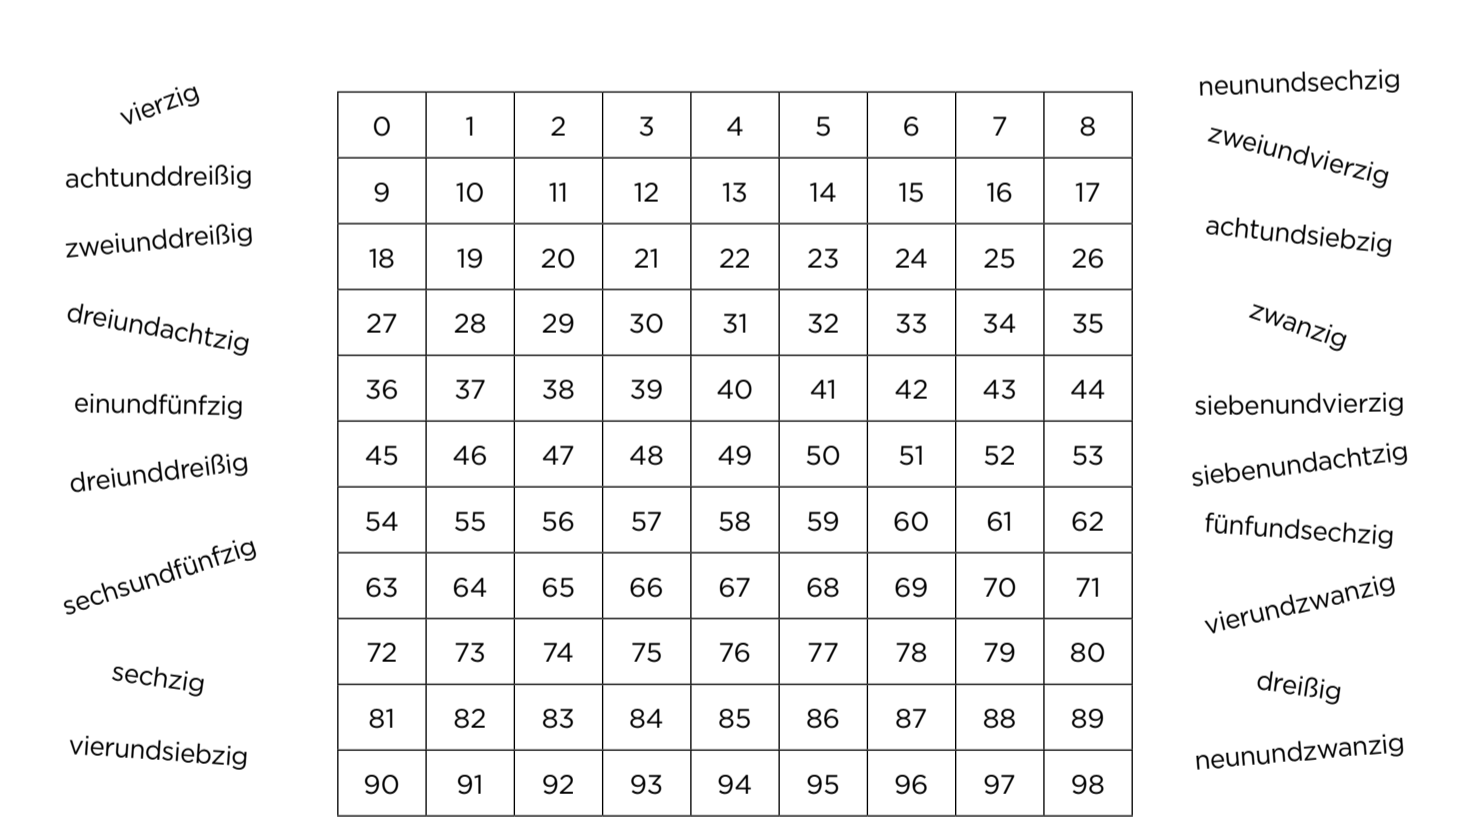 vierzig
achtunddreißig
zweiunddreißig
dreiundachtzig
einundfünfzig
dreiunddreißig
sechsundfünfzig
sechzig
vierundsiebzig
0 1 2 3 4 5 6 7 8
9 10 11 12 13 14 15 16 17
18 19 20 21 22 23 24 25 26
27 28 29 30 31 32 33 34 35
36 37 38 39 40 41 42 43 44
45 46 47 48 49 50 51 52 53
54 55 56 57 58 59 60 61 62
63 64 65 66 67 68 69 70 71
72 73 74 75 76 77 78 79 80
81 82 83 84 85 86 87 88 89
90 91 92 93 94 95 96 97 98
neunundsechzig
zweiundvierzig
achtundsiebzig
zwanzig
siebenundvierzig
siebenundachtzig
fünfundsechzig
vierundzwanzig
dreißig
neunundzwanzig